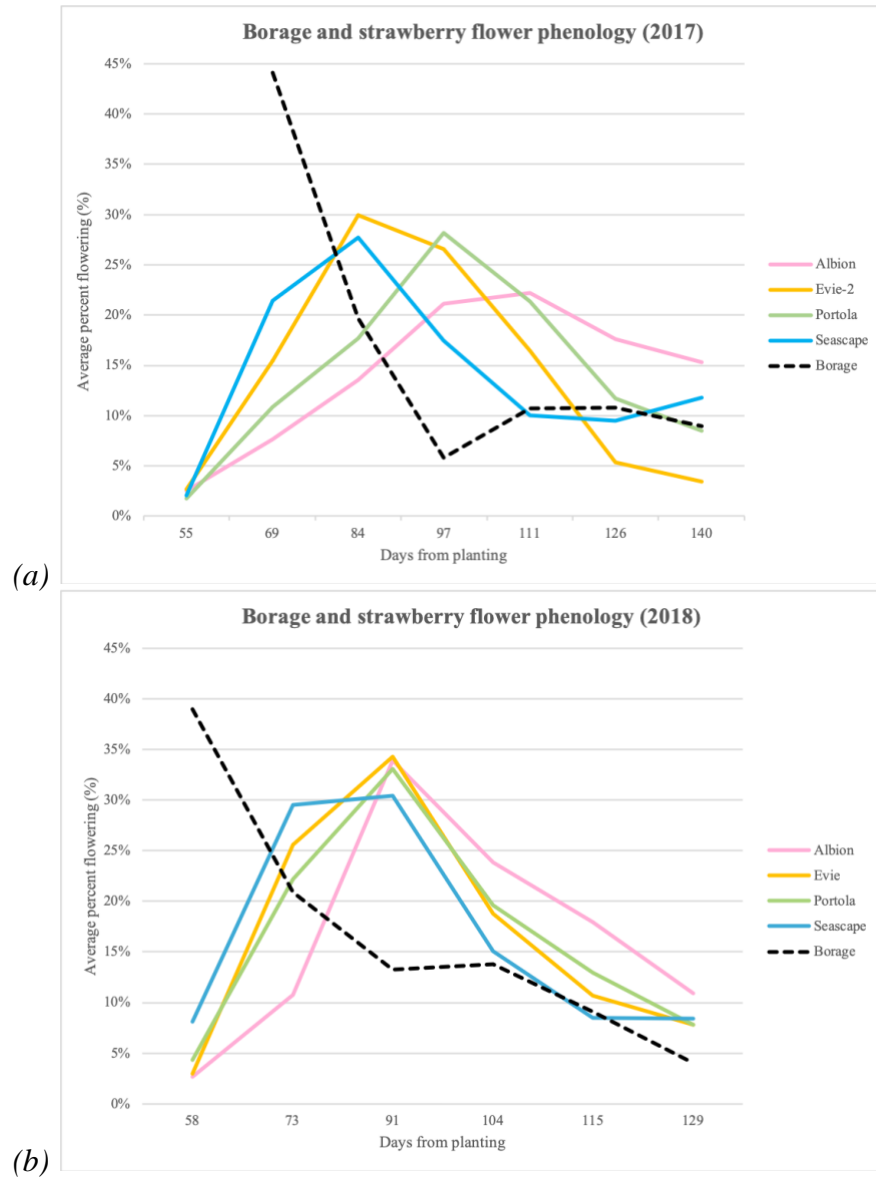 Borage and strawberry flower phenology (2017)
45%
40%
35%
30%
25%
20%
15%
10%
5%
0%
Average percent flowering (%)
55 69 84 97 111 126 140
Days from planting
Albion
Evie-2
Portola
Seascape
Borage
(a)
Borage and strawberry flower phenology (2018)
45%
40%
35%
30%
25%
20%
15%
10%
5%
0%
Average percent flowering (%)
58 73 91 104 115 129
Days from planting
Albion
Evie
Portola
Seascape
Borage
(b)